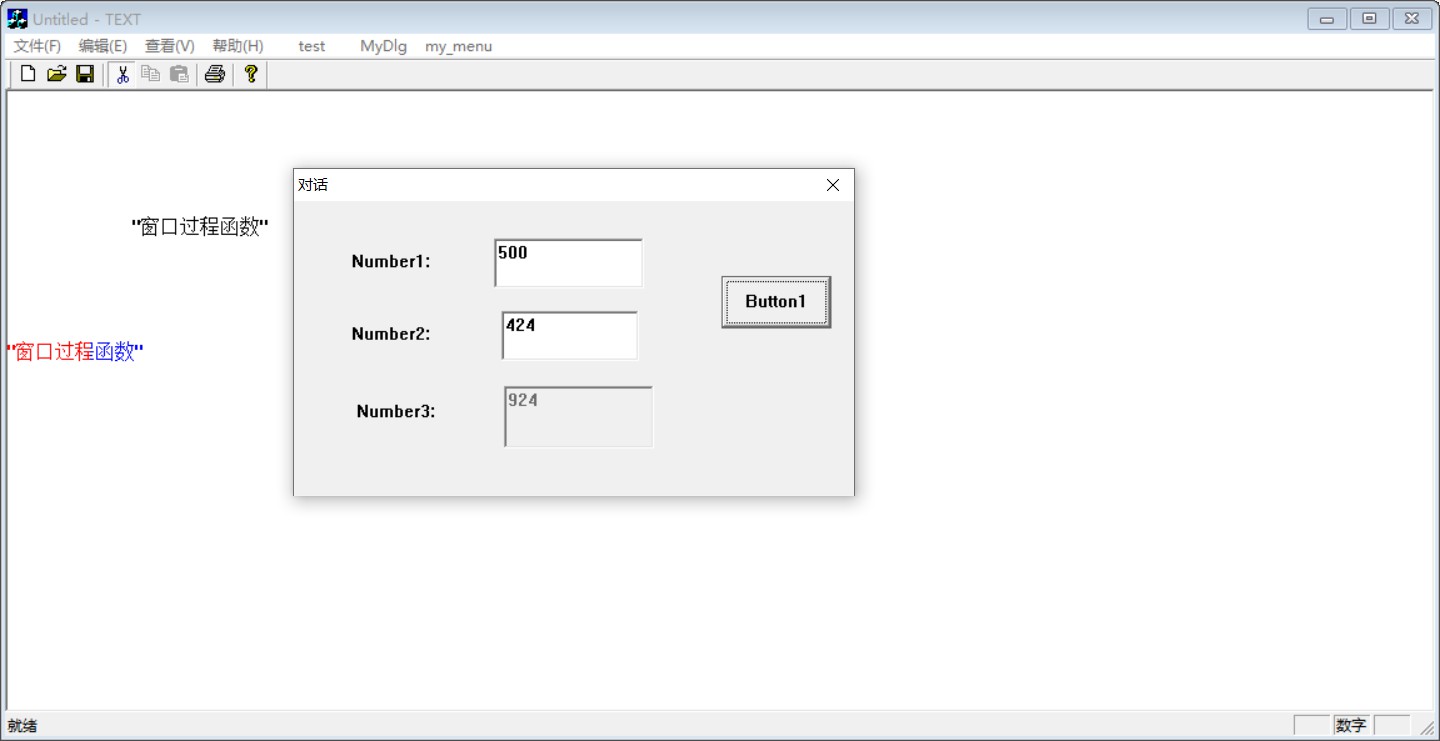 Untitled - TEXT
文件(F) 编辑(E) 查看(V) 帮助(H) test MyDlg my_menu
对话
"窗口过程函数"
Number1: 500
Button1
Number2: 424
"窗口过程函数"
Number3: 924
就绪 数字